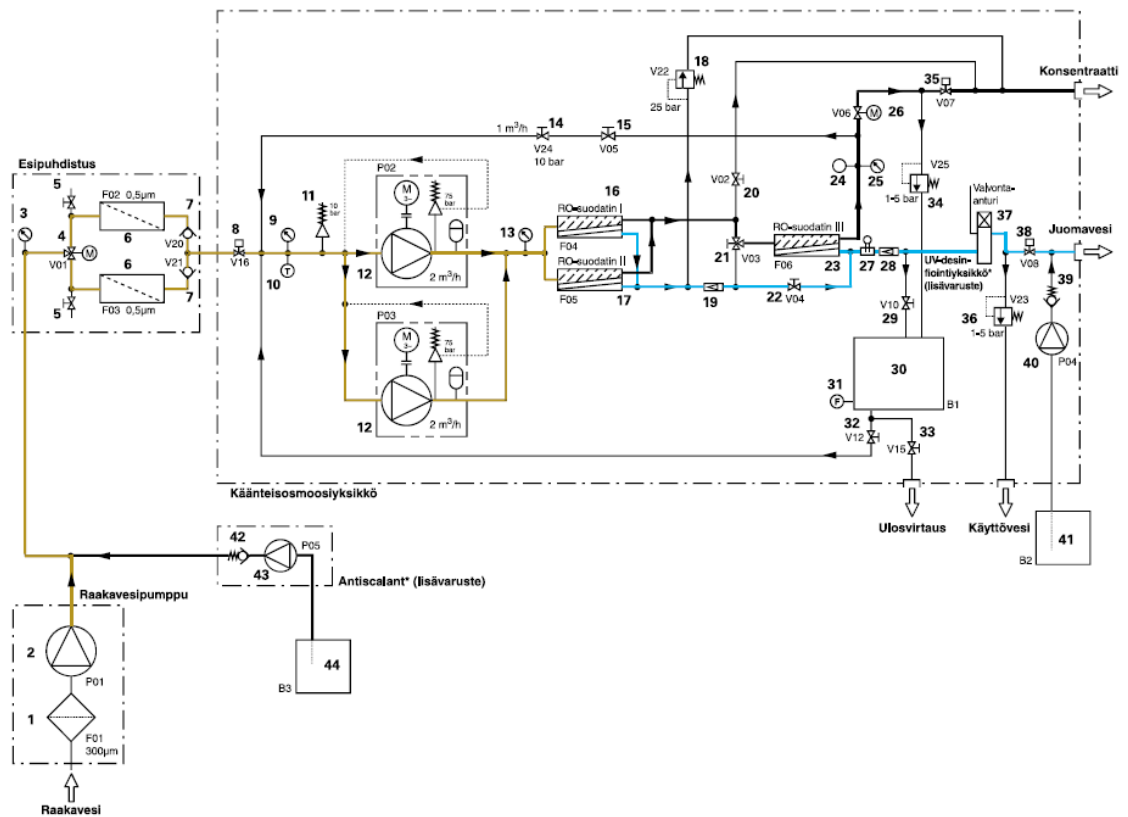 18
V22
25 bar
35
V07
Konsentraatti
V06
M
26
1 m³/h
14
15
V24
10 bar
V05
Esipuhdistus
5
F02 0,5µm
7
3
4
6
V20
V01
M
V21
6
7
5
F03 0,5µm
8
V16
9
T
10
11
10 bar
P02
M
3~
75 bar
12
2 m³/h
13
16
RO-suodatin I
F04
RO-suodatin II
F05
17
V02
20
24
25
V25
1-5 bar
34
Valvonta-
anturi
37
38
V08
Juomavesi
21
V03
RO-suodatin III
F06
23
27
28
UV-desin-
fiointiyksikkö*
(lisävaruste)
19
22
V04
V10
29
V23
36
1-5 bar
39
40
P04
P03
M
3~
75 bar
12
2 m³/h
30
31
F
B1
32
V12
33
V15
Käänteisosmoosiyksikkö
Ulosvirtaus
Käyttövesi
41
B2
42
P05
43
Antiscalant* (lisävaruste)
Raakavesipumppu
2
P01
44
B3
1
F01
300µm
Raakavesi